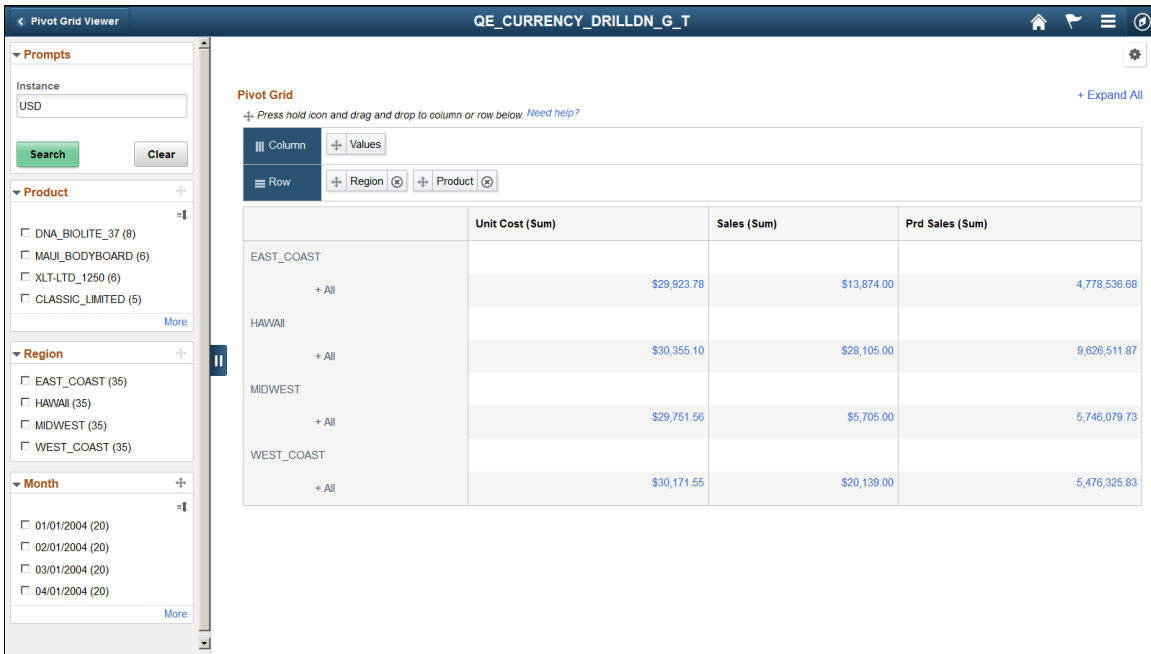 Pivot Grid Viewer
QE_CURRENCY_DRILLDN_G_T
Prompts
Instance
USD
Search Clear
Product
DNA_BIOLITE_37 (8)
MAUI_BODYBOARD (6)
XLT-LTD_1250 (6)
CLASSIC_LIMITED (5)
More
Region
EAST_COAST (35)
HAWAII (35)
MIDWEST (35)
WEST_COAST (35)
Month
01/01/2004 (20)
02/01/2004 (20)
03/01/2004 (20)
04/01/2004 (20)
More
Pivot Grid + Expand All
Press hold icon and drag and drop to column or row below. Need help?
Column Values
Row Region Product
Unit Cost (Sum) Sales (Sum) Prd Sales (Sum)
EAST_COAST
+ All $29,923.78 $13,874.00 4,778,536.68
HAWAII
+ All $30,355.10 $28,105.00 9,626,511.87
MIDWEST
+ All $29,751.56 $5,705.00 5,746,079.73
WEST_COAST
+ All $30,171.55 $20,139.00 5,476,325.83